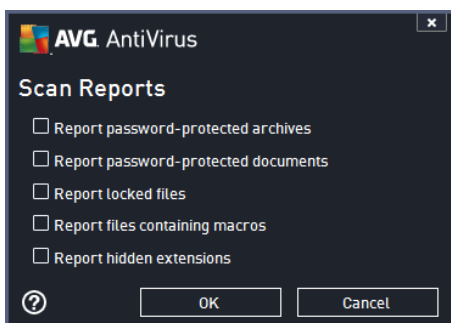 AVG. AntiVirus
Scan Reports
Report password-protected archives
Report password-protected documents
Report locked files
Report files containing macros
Report hidden extensions
OK Cancel